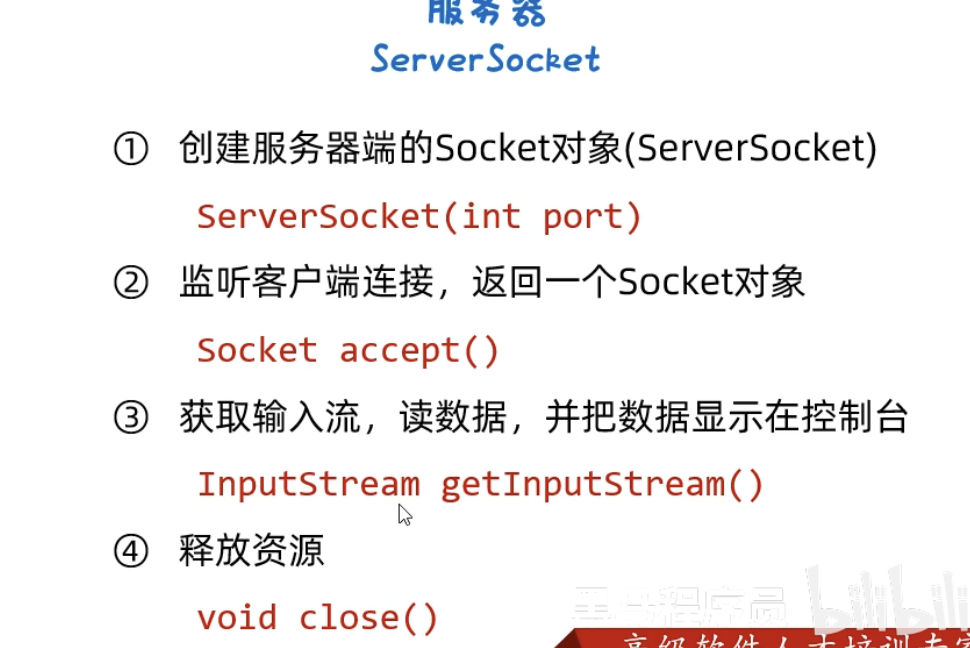 服务器
ServerSocket
① 创建服务器端的Socket对象(ServerSocket)
ServerSocket(int port)
② 监听客户端连接，返回一个Socket对象
Socket accept()
③ 获取输入流，读数据，并把数据显示在控制台
InputStream getInputStream()
④ 释放资源
void close()
黑马程序员
bilibili
高级软件人才培训专家